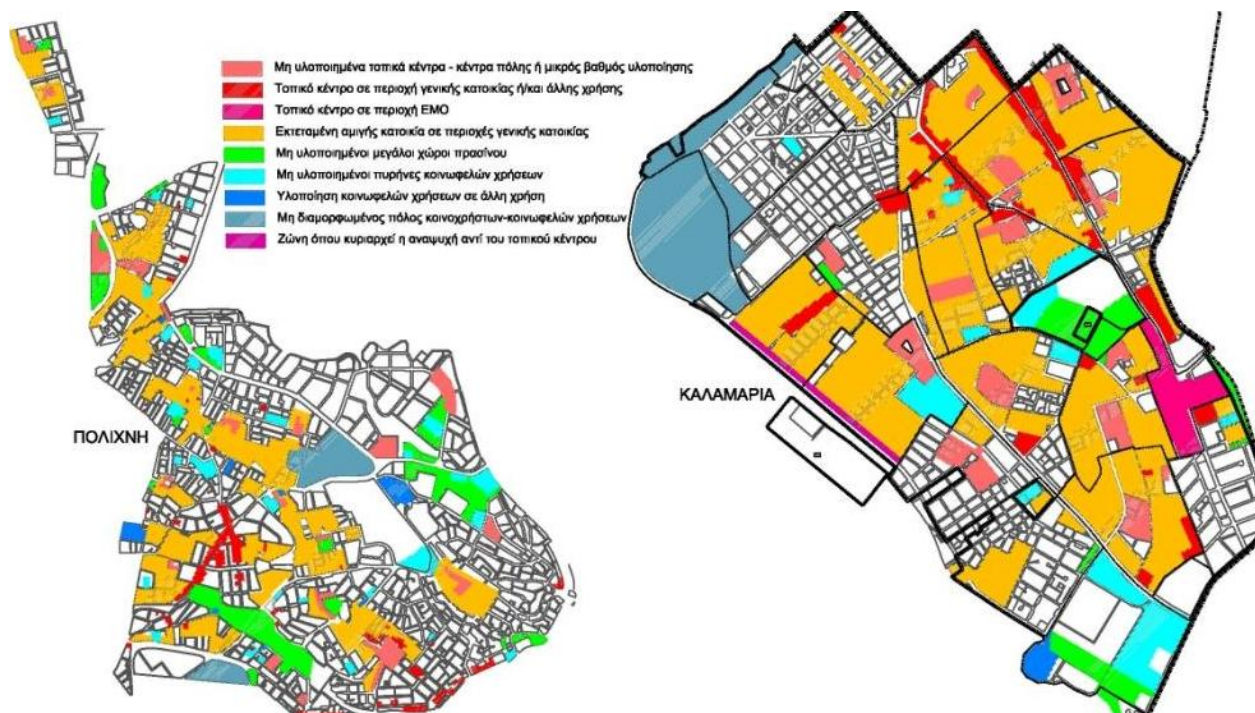 Μη υλοποιημένα τοπικά κέντρα - κέντρα πόλης ή μικρός βαθμός υλοποίησης
Τοπικό κέντρο σε περιοχή γενικής κατοικίας ή/και άλλης χρήσης
Τοπικό κέντρο σε περιοχή ΕΜΟ
Εκτεταμένη αμιγής κατοικία σε περιοχές γενικής κατοικίας
Μη υλοποιημένοι μεγάλοι χώροι πρασίνου
Μη υλοποιημένοι πυρήνες κοινωφελών χρήσεων
Υλοποίηση κοινωφελών χρήσεων σε άλλη χρήση
Μη διαμορφωμένος πόλος κοινοχρήστων-κοινωφελών χρήσεων
Ζώνη όπου κυριαρχεί η αναψυχή αντί του τοπικού κέντρου
ΠΟΛΙΧΝΗ
ΚΑΛΑΜΑΡΙΑ